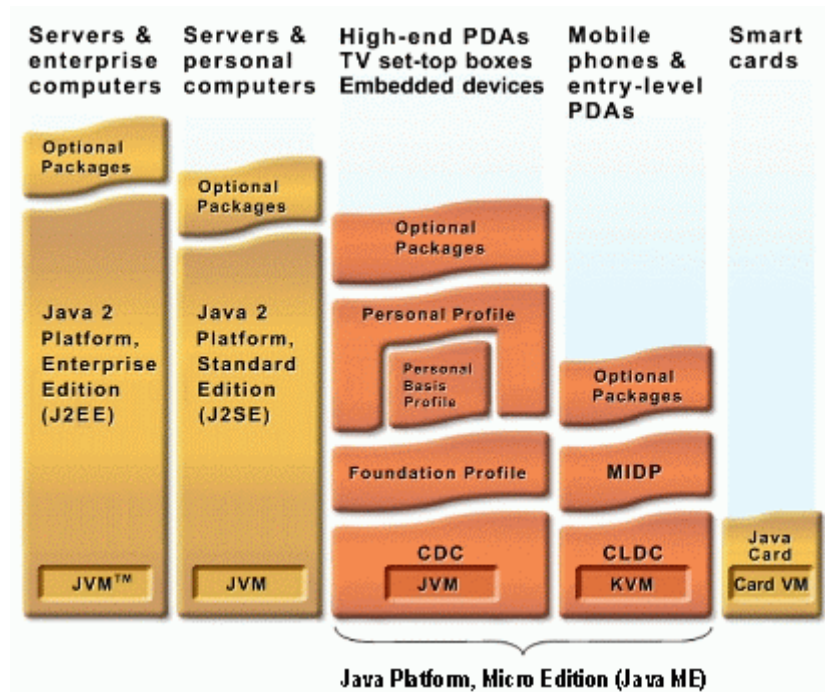 Servers &
enterprise
computers
Optional
Packages
Java 2
Platform,
Enterprise
Edition
(J2EE)
JVM™
Servers &
personal
computers
Optional
Packages
Java 2
Platform,
Standard
Edition
(J2SE)
JVM
High-end PDAs
TV set-top boxes
Embedded devices
Optional
Packages
Personal Profile
Personal
Basis
Profile
Foundation Profile
CDC
JVM
Mobile
phones &
entry-level
PDAs
Optional
Packages
MIDP
CLDC
KVM
Smart
cards
Java
Card
Card VM
Java Platform, Micro Edition (Java ME)